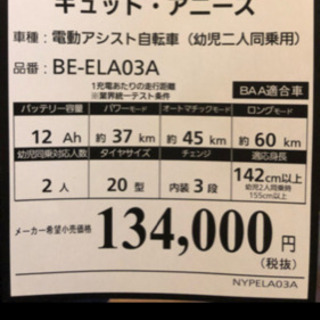 ギュット・アニーズ
車種：電動アシスト自転車（幼児二人同乗用）
品番：BE-ELA03A
1充電あたりの走行距離
※業界統一テスト条件
BAA適合車
バッテリー容量 パワーモード オートマチックモード ロングモード
12 Ah 約 37 km 約 45 km 約 60 km
幼児同乗対応人数 タイヤサイズ チェンジ 適応身長
2 人 20 型 内装 3 段 142cm以上
幼児2人同乗時
155cm以上
メーカー希望小売価格 134,000 円
(税抜)
NYPELA03A